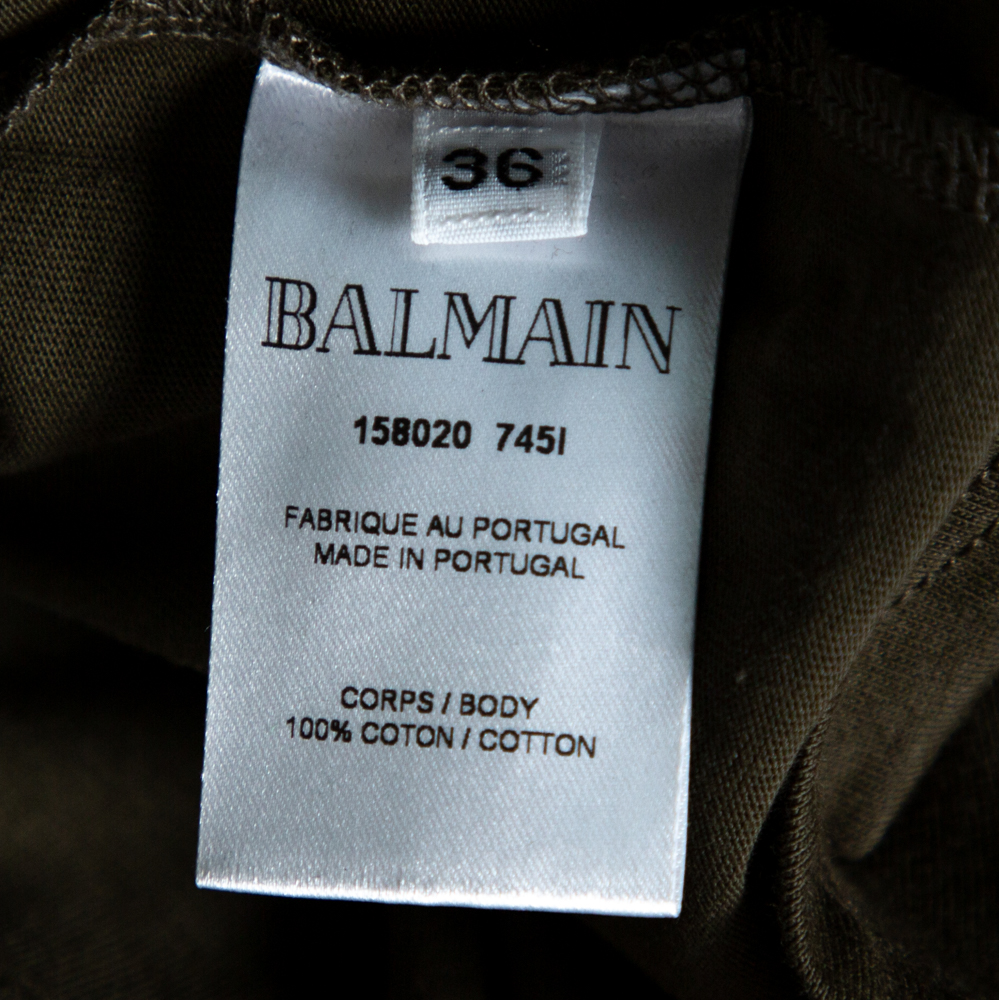 36
BALMAIN
158020 745I
FABRIQUE AU PORTUGAL
MADE IN PORTUGAL
CORPS / BODY
100% COTON / COTTON